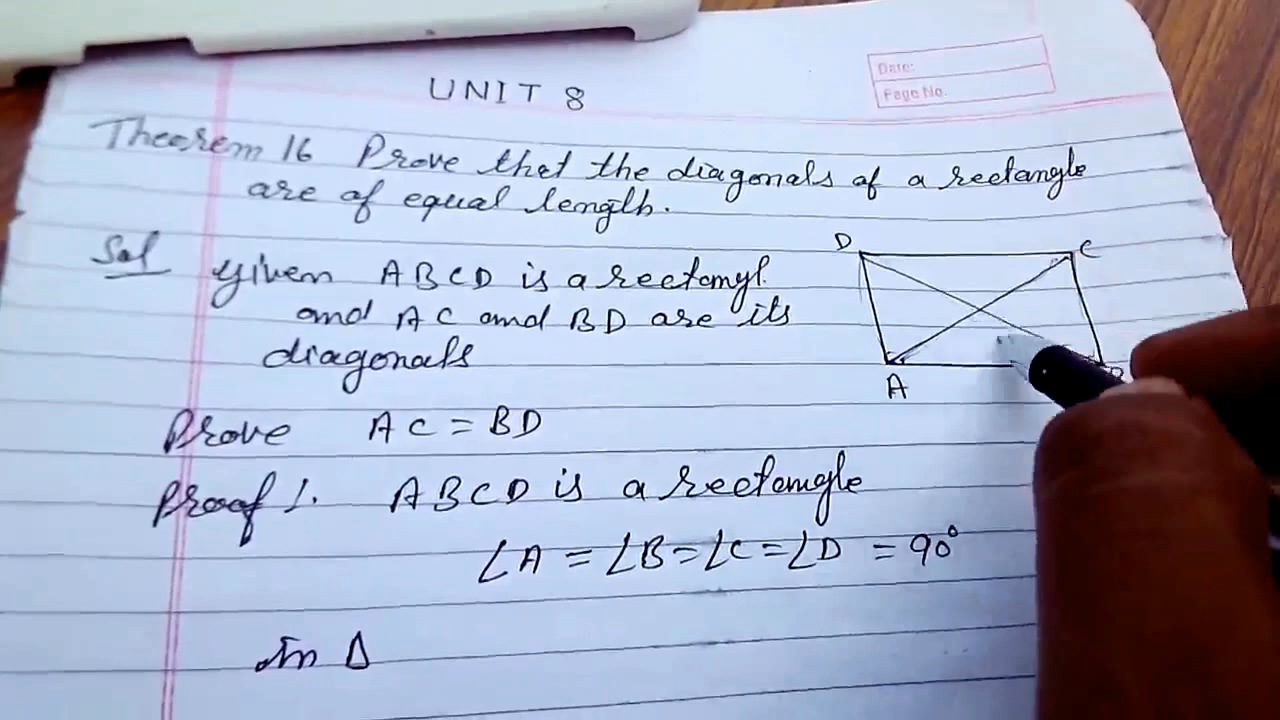 UNIT 8
Date:
Page No.
Theorem 16 Prove that the diagonals of a rectangle
are of equal length.
Sol given ABCD is a rectangl.
and AC and BD are its
diagonals
D C
A
Prove AC = BD
Proof 1. ABCD is a rectangle
∠A = ∠B = ∠C = ∠D = 90°
In Δ